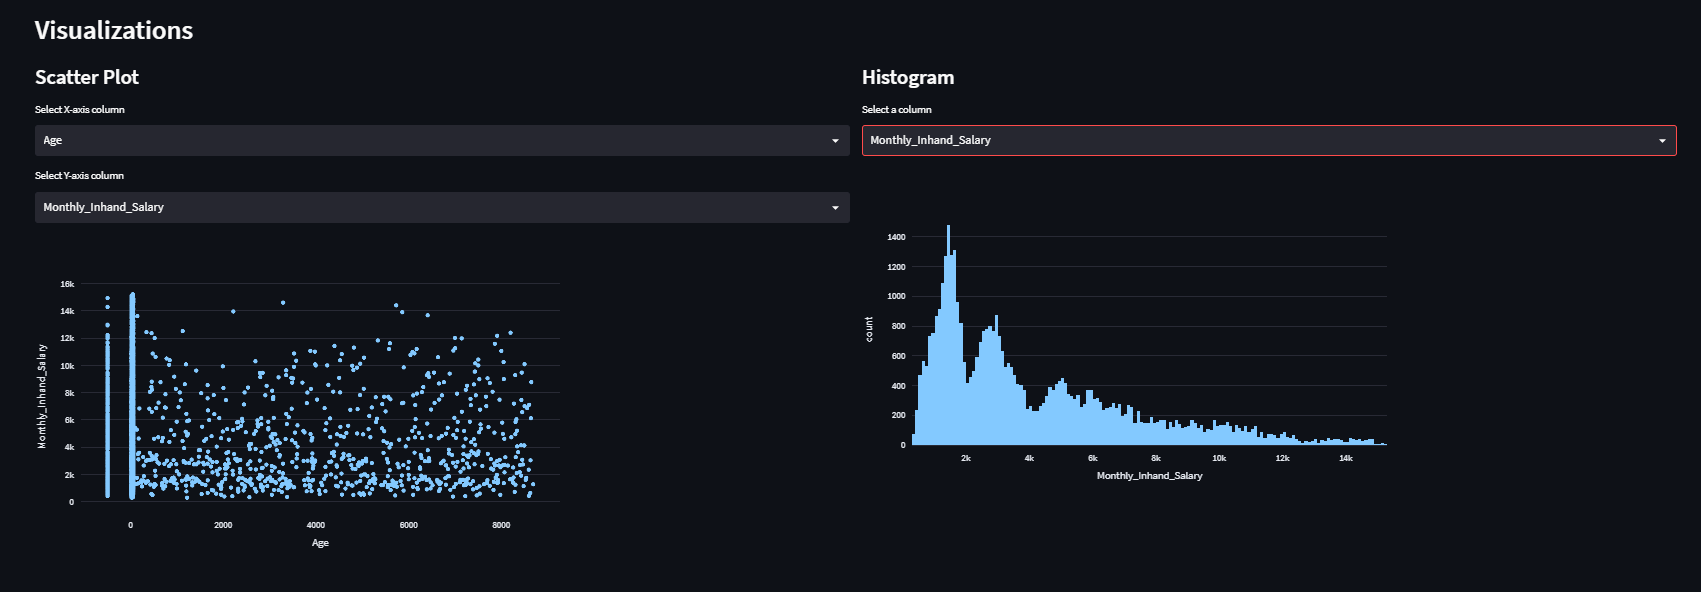 Visualizations
Scatter Plot
Select X-axis column
Age
Select Y-axis column
Monthly_Inhand_Salary
16k
14k
12k
10k
8k
6k
4k
2k
0
Monthly_Inhand_Salary
0 2000 4000 6000 8000
Age
Histogram
Select a column
Monthly_Inhand_Salary
1400
1200
1000
800
600
400
200
0
count
2k 4k 6k 8k 10k 12k 14k
Monthly_Inhand_Salary